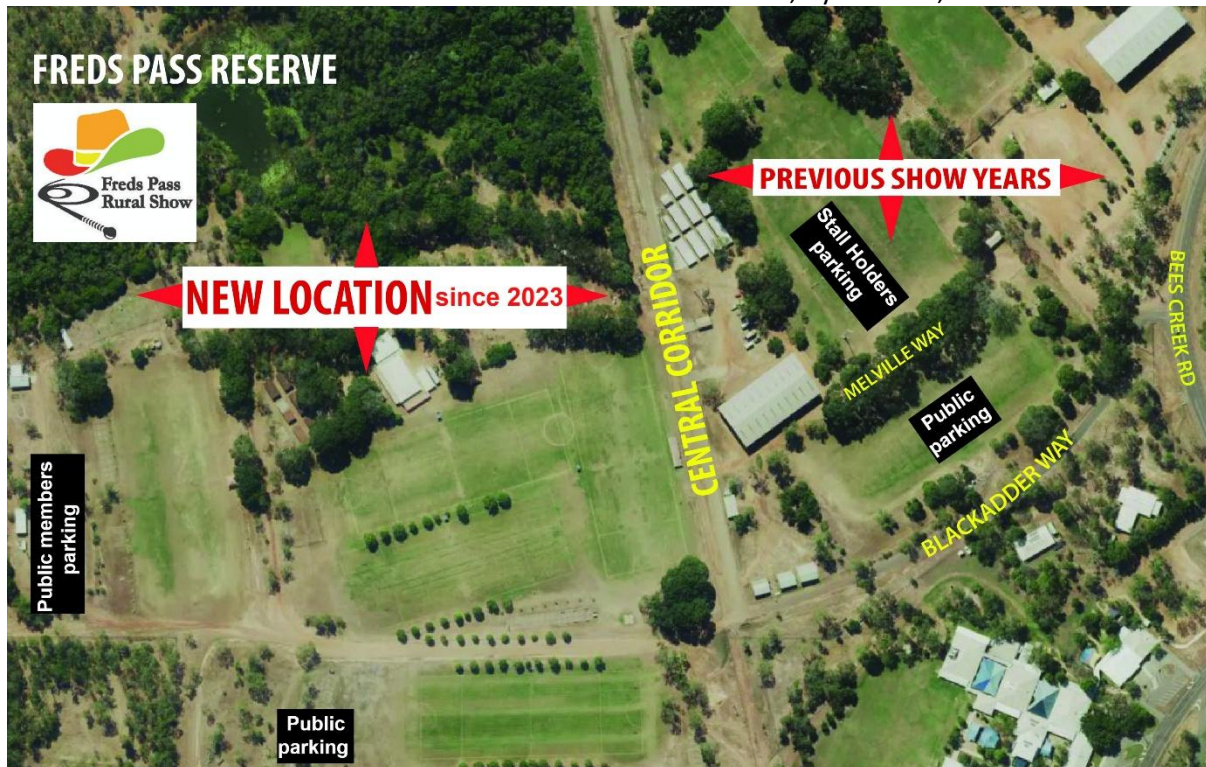 FREDS PASS RESERVE
Freds Pass
Rural Show
PREVIOUS SHOW YEARS
NEW LOCATION since 2023
Stall Holders
parking
CENTRAL CORRIDOR
MELVILLE WAY
BEES CREEK RD
Public
parking
BLACKADDER WAY
Public members
parking
Public
parking